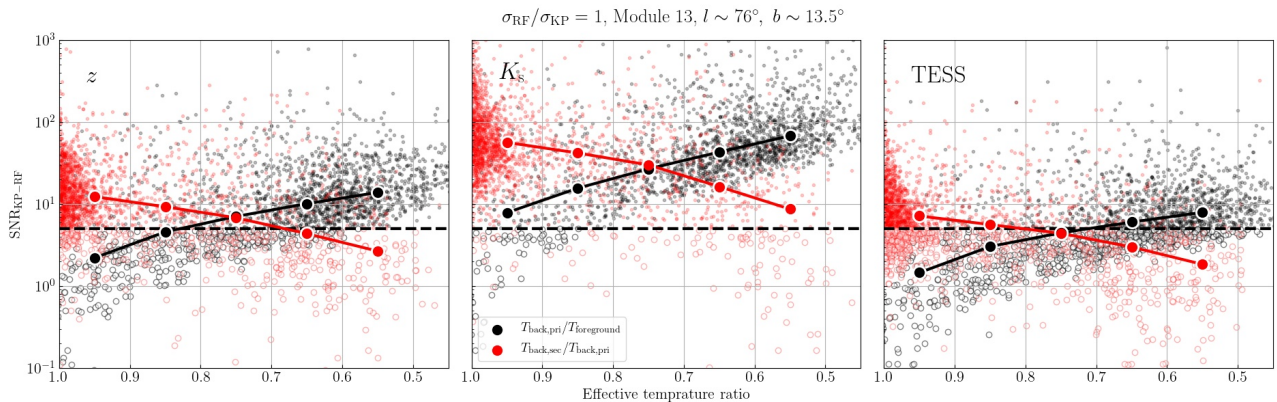 σRF/σKP = 1, Module 13, l ∼ 76°, b ∼ 13.5°
z
Ks
TESS
SNRKP−RF
10³
10²
10¹
10⁰
10⁻¹
Tback,pri/Tforeground
Tback,sec/Tback,pri
1.0 0.9 0.8 0.7 0.6 0.5
1.0 0.9 0.8 0.7 0.6 0.5
1.0 0.9 0.8 0.7 0.6 0.5
Effective temprature ratio